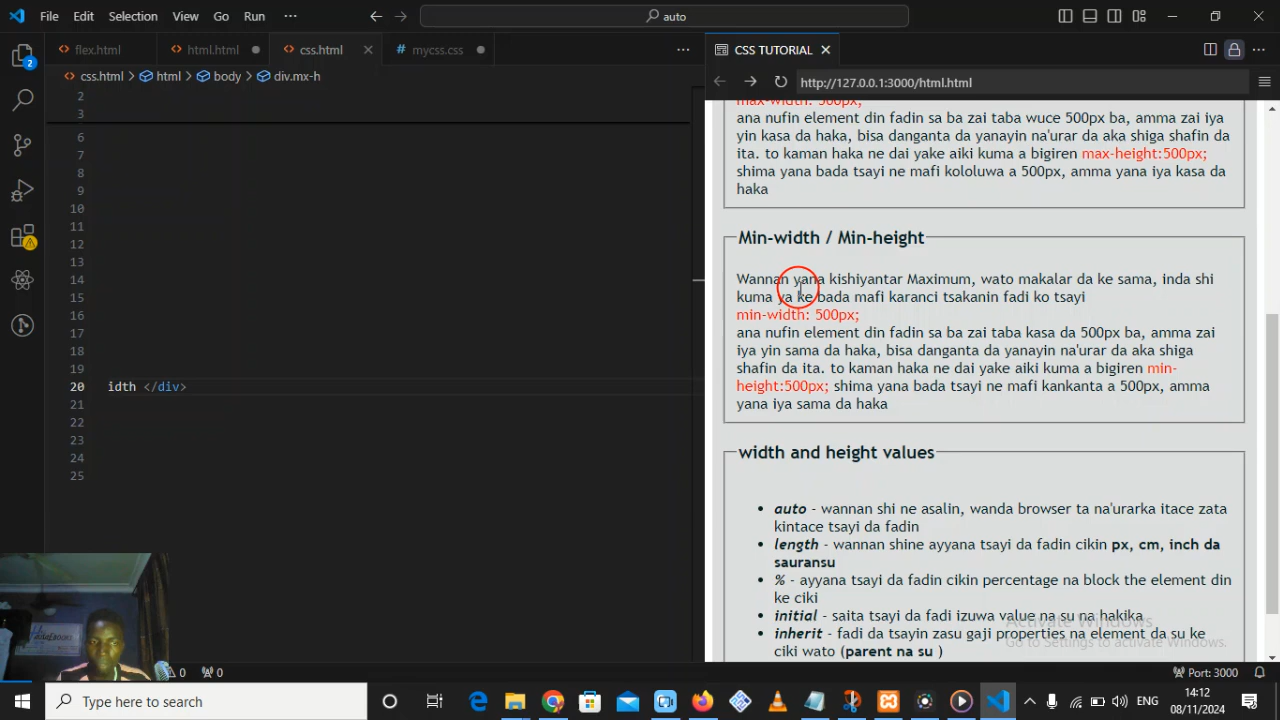 File Edit Selection View Go Run ··· auto
flex.html html.html css.html mycss.css ··· CSS TUTORIAL
css.html html body div.mx-h
http://127.0.0.1:3000/html.html
2
3
6
7
8
9
10
11
12
13
14
15
16
17
18
19
20 idth </div>
21
22
23
24
25
max-width: 500px;
ana nufin element din fadin sa ba zai taba wuce 500px ba, amma zai iya
yin kasa da haka, bisa danganta da yanayin na'urar da aka shiga shafin da
ita. to kaman haka ne dai yake aiki kuma a bigiren max-height:500px;
shima yana bada tsayi ne mafi kololuwa a 500px, amma yana iya kasa da
haka
Min-width / Min-height
Wannan yana kishiyantar Maximum, wato makalar da ke sama, inda shi
kuma ya ke bada mafi karanci tsakanin fadi ko tsayi
min-width: 500px;
ana nufin element din fadin sa ba zai taba kasa da 500px ba, amma zai
iya yin sama da haka, bisa danganta da yanayin na'urar da aka shiga
shafin da ita. to kaman haka ne dai yake aiki kuma a bigiren min-
height:500px; shima yana bada tsayi ne mafi kankanta a 500px, amma
yana iya sama da haka
width and height values
• auto - wannan shi ne asalin, wanda browser ta na'urarka itace zata
kintace tsayi da fadin
• length - wannan shine ayyana tsayi da fadin cikin px, cm, inch da
sauransu
• % - ayyana tsayi da fadin cikin percentage na block the element din
ke ciki
• initial - saita tsayi da fadi izuwa value na su na hakika
• inherit - fadi da tsayin zasu gaji properties na element da su ke
ciki wato (parent na su )
Activate Windows
Go to Settings to activate Windows.
0 0 Port: 3000
Type here to search
ENG
14:12
08/11/2024